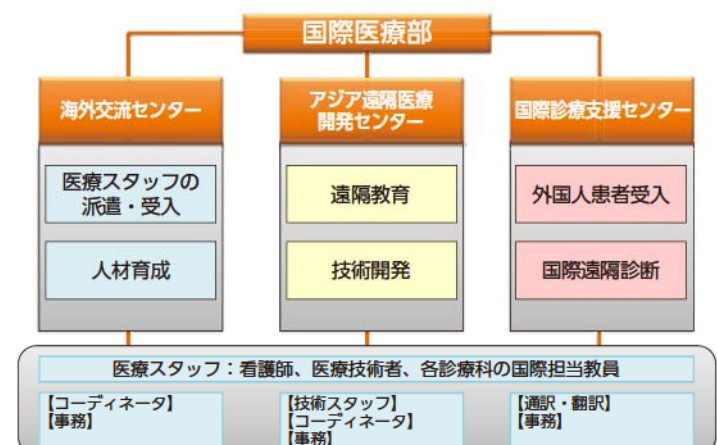 国際医療部
海外交流センター
アジア遠隔医療
開発センター
国際診療支援センター
医療スタッフの
派遣・受入
人材育成
遠隔教育
技術開発
外国人患者受入
国際遠隔診断
医療スタッフ：看護師、医療技術者、各診療科の国際担当教員
【コーディネータ】
【事務】
【技術スタッフ】
【コーディネータ】
【事務】
【通訳・翻訳】
【事務】